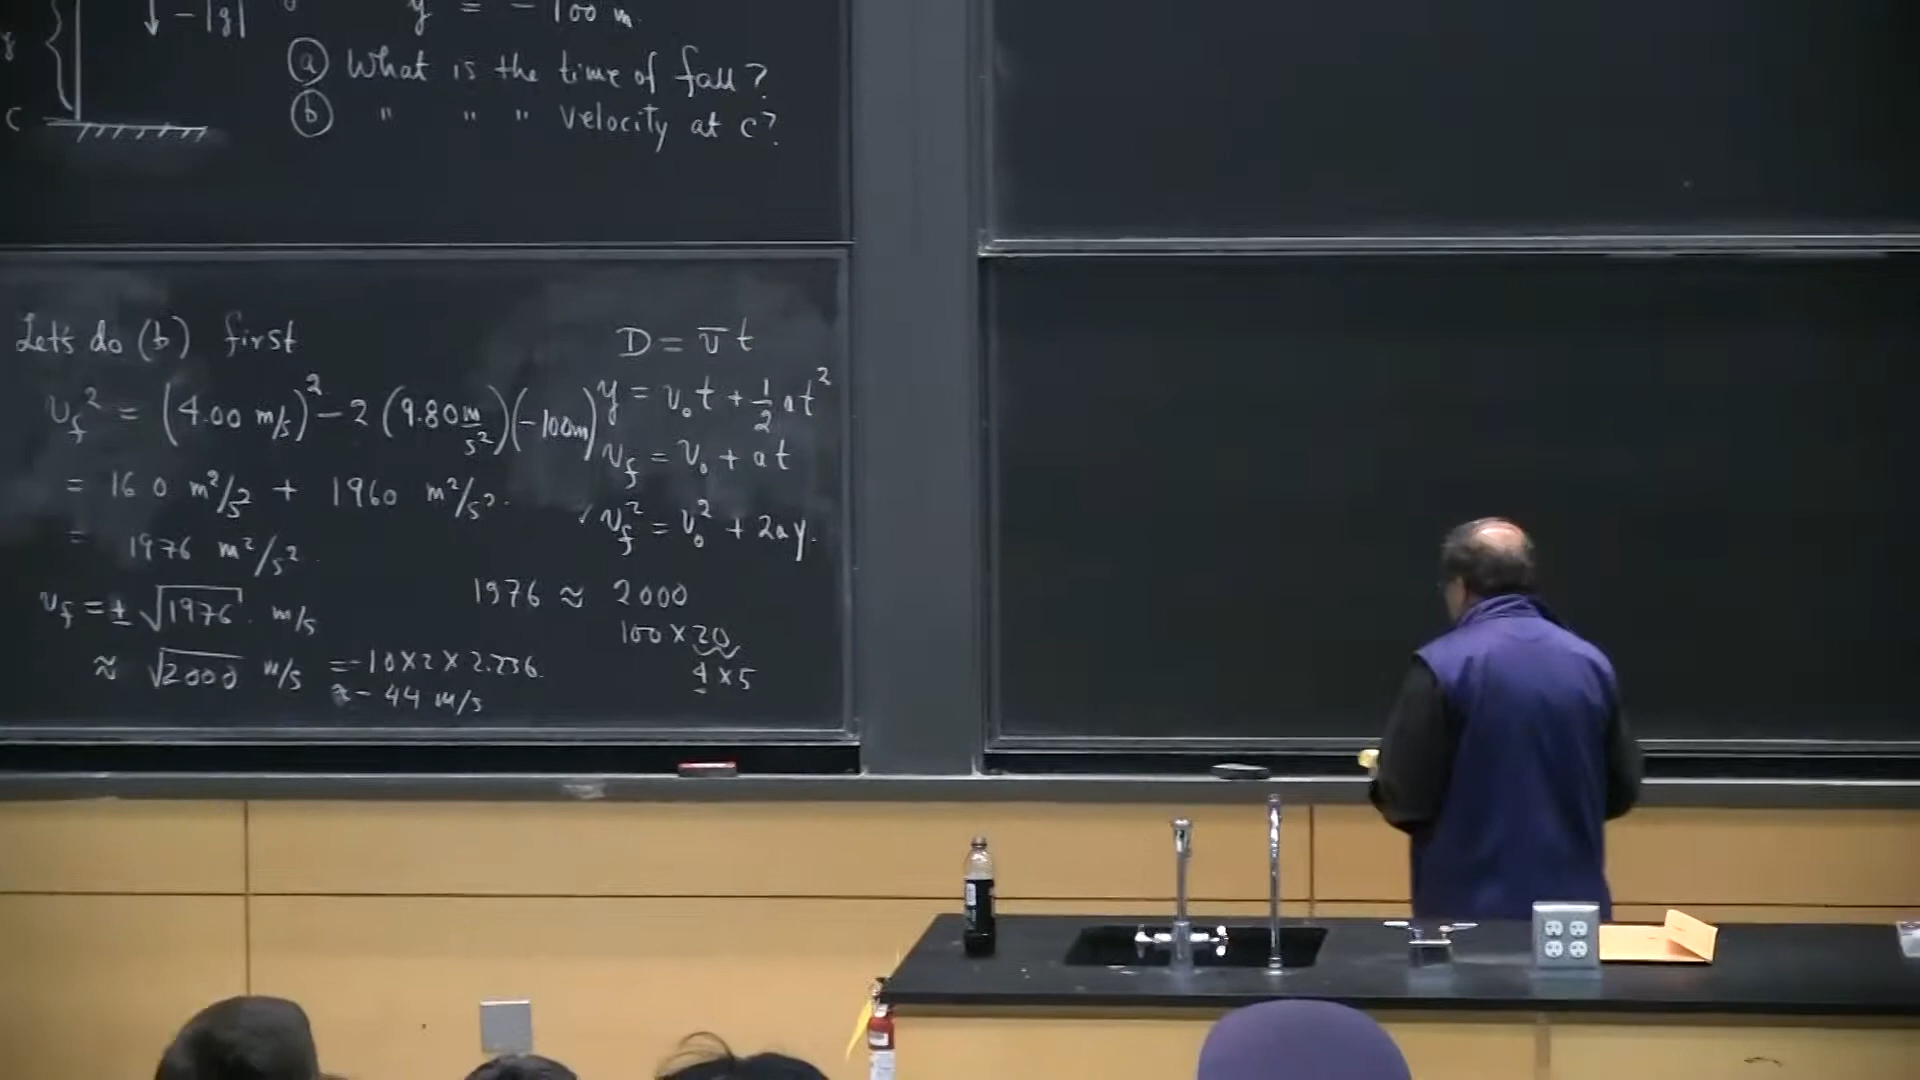 ↓ -|g|
y = -100 m.
(a) What is the time of fall?
C
(b) " " " velocity at c?
Let's do (b) first
v_f² = (4.00 m/s)² - 2 (9.80 m/s²)(-100m)
= 16 0 m²/s² + 1960 m²/s².
= 1976 m²/s².
v_f = ± √1976 . m/s
≈ √2000 m/s = -10×2×2.236.
≈ - 44 m/s
D = v̄ t
y = v₀t + 1/2 at²
v_f = v₀ + at
✓ v_f² = v₀² + 2ay.
1976 ≈ 2000
100 × 20
4 × 5